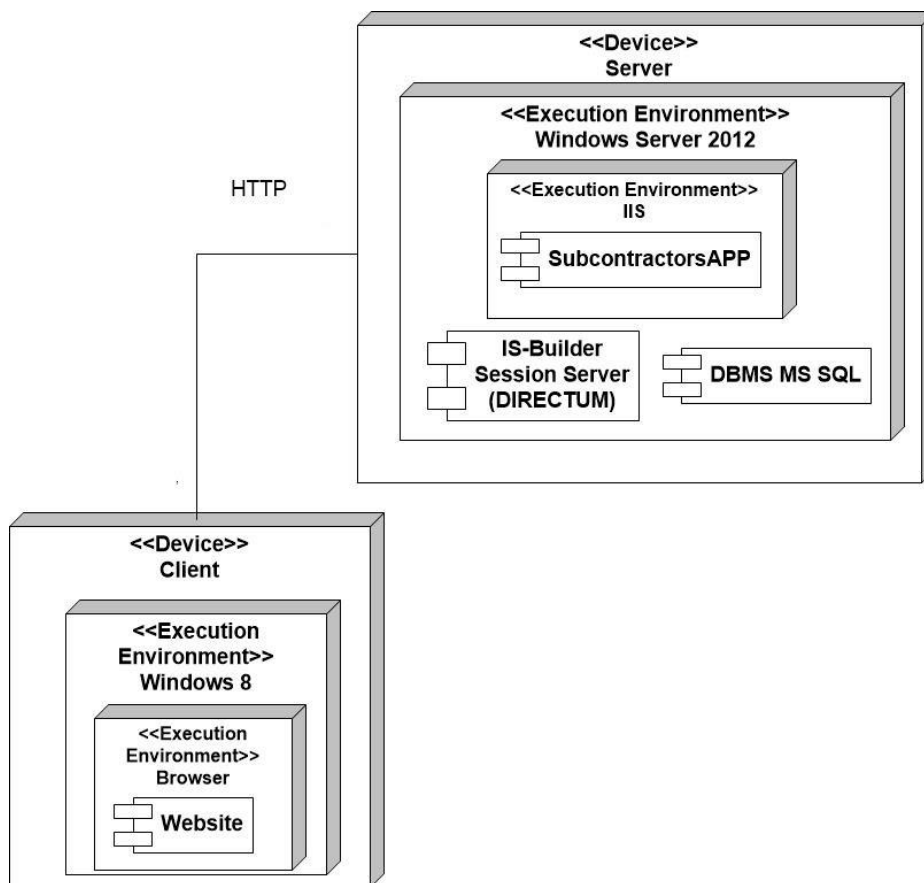 <<Device>>
Server
<<Execution Environment>>
Windows Server 2012
HTTP
<<Execution Environment>>
IIS
SubcontractorsAPP
IS-Builder
Session Server
(DIRECTUM)
DBMS MS SQL
<<Device>>
Client
<<Execution
Environment>>
Windows 8
<<Execution
Environment>>
Browser
Website